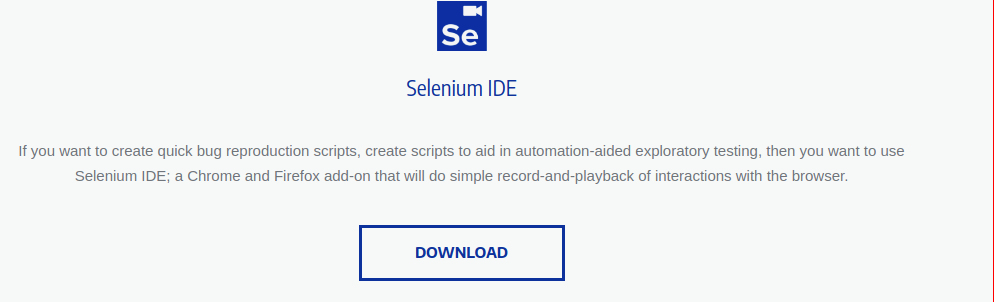 Se
Selenium IDE
If you want to create quick bug reproduction scripts, create scripts to aid in automation-aided exploratory testing, then you want to use
Selenium IDE; a Chrome and Firefox add-on that will do simple record-and-playback of interactions with the browser.
DOWNLOAD